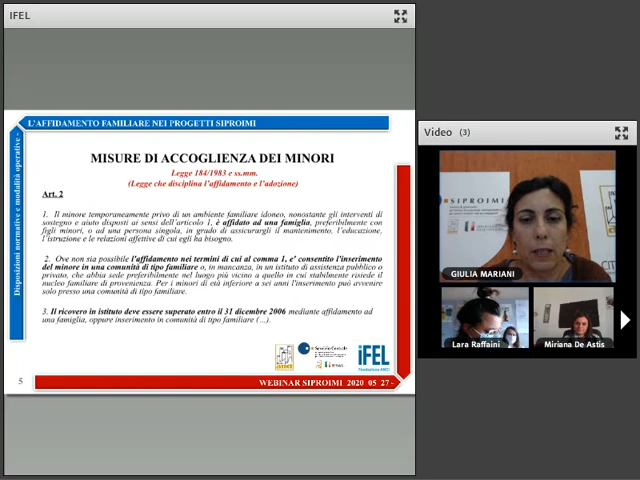 IFEL
L'AFFIDAMENTO FAMILIARE NEI PROGETTI SIPROIMI
Disposizioni normative e modalità operative -
MISURE DI ACCOGLIENZA DEI MINORI
Legge 184/1983 e ss.mm.
(Legge che disciplina l'affidamento e l'adozione)
Art. 2
1. Il minore temporaneamente privo di un ambiente familiare idoneo, nonostante gli interventi di
sostegno e aiuto disposti ai sensi dell'articolo 1, è affidato ad una famiglia, preferibilmente con
figli minori, o ad una persona singola, in grado di assicurargli il mantenimento, l'educazione,
l'istruzione e le relazioni affettive di cui egli ha bisogno.
2. Ove non sia possibile l'affidamento nei termini di cui al comma 1, e' consentito l'inserimento
del minore in una comunità di tipo familiare o, in mancanza, in un istituto di assistenza pubblico o
privato, che abbia sede preferibilmente nel luogo più vicino a quello in cui stabilmente risiede il
nucleo familiare di provenienza. Per i minori di età inferiore a sei anni l'inserimento può avvenire
solo presso una comunità di tipo familiare.
3. Il ricovero in istituto deve essere superato entro il 31 dicembre 2006 mediante affidamento ad
una famiglia, oppure inserimento in comunità di tipo familiare (…).
Servizio Centrale
iFEL
Fondazione ANCI
5
WEBINAR SIPROIMI 2020 05 27 -
Video (3)
SIPROIMI
GIULIA MARIANI
Lara Raffaini
Miriana De Astis